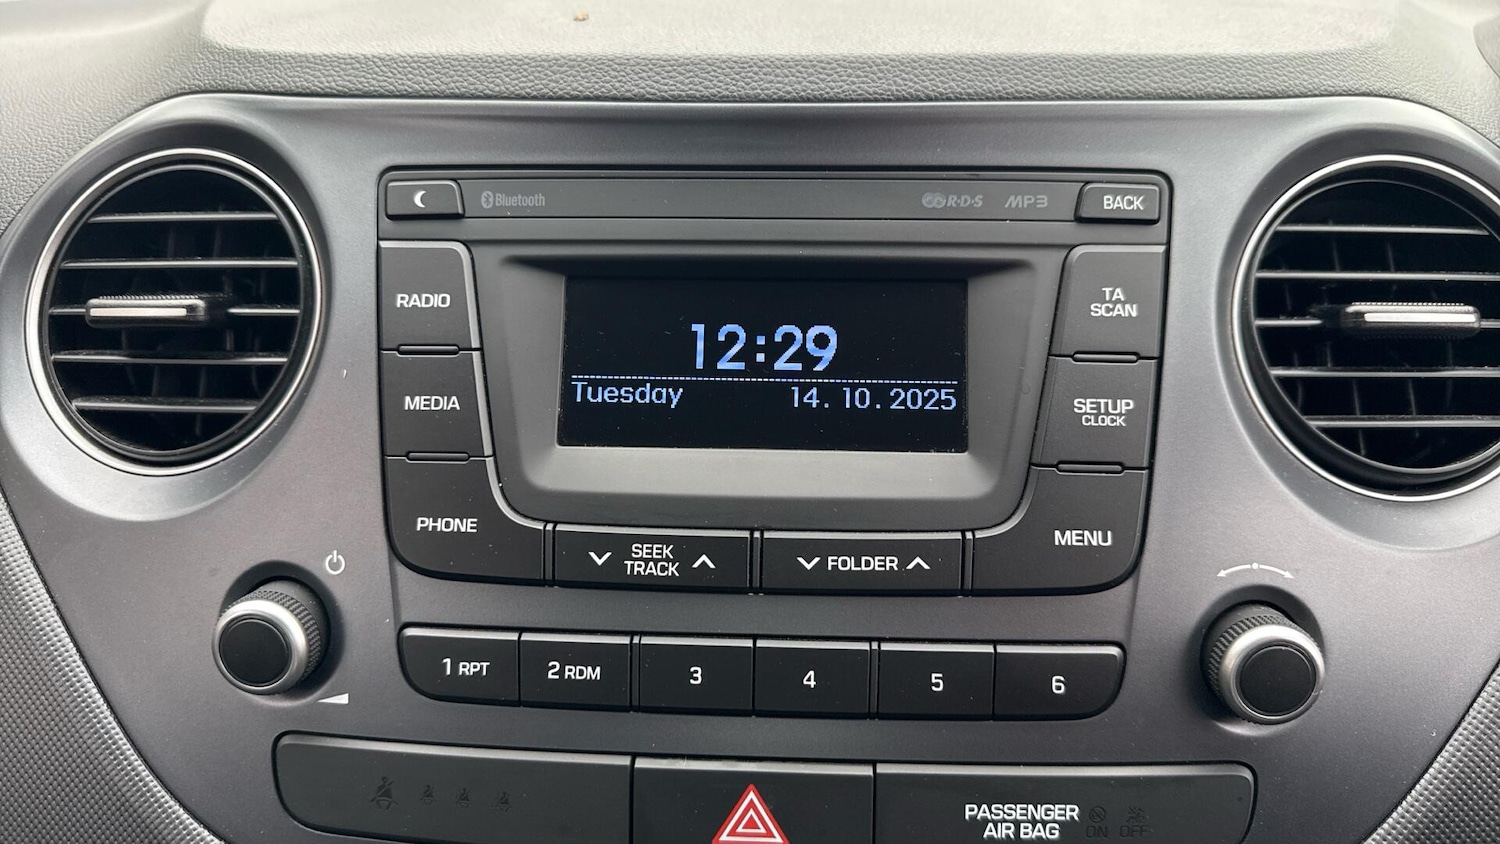 Bluetooth
R·D·S
MP3
BACK
RADIO
TA
SCAN
12:29
Tuesday 14.10.2025
MEDIA
SETUP
CLOCK
PHONE
SEEK
TRACK
FOLDER
MENU
1 RPT
2 RDM
3
4
5
6
PASSENGER
AIR BAG
ON
OFF